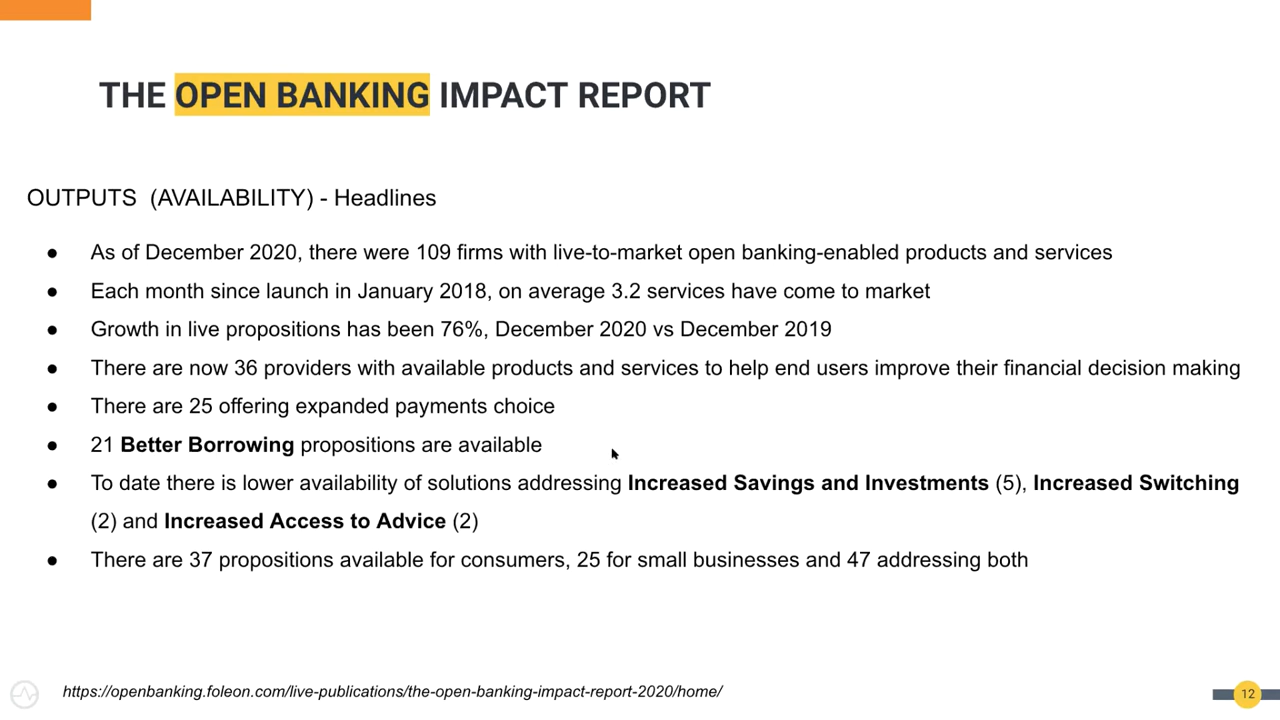 THE OPEN BANKING IMPACT REPORT
OUTPUTS (AVAILABILITY) - Headlines
● As of December 2020, there were 109 firms with live-to-market open banking-enabled products and services
● Each month since launch in January 2018, on average 3.2 services have come to market
● Growth in live propositions has been 76%, December 2020 vs December 2019
● There are now 36 providers with available products and services to help end users improve their financial decision making
● There are 25 offering expanded payments choice
● 21 Better Borrowing propositions are available
● To date there is lower availability of solutions addressing Increased Savings and Investments (5), Increased Switching
(2) and Increased Access to Advice (2)
● There are 37 propositions available for consumers, 25 for small businesses and 47 addressing both
https://openbanking.foleon.com/live-publications/the-open-banking-impact-report-2020/home/
12